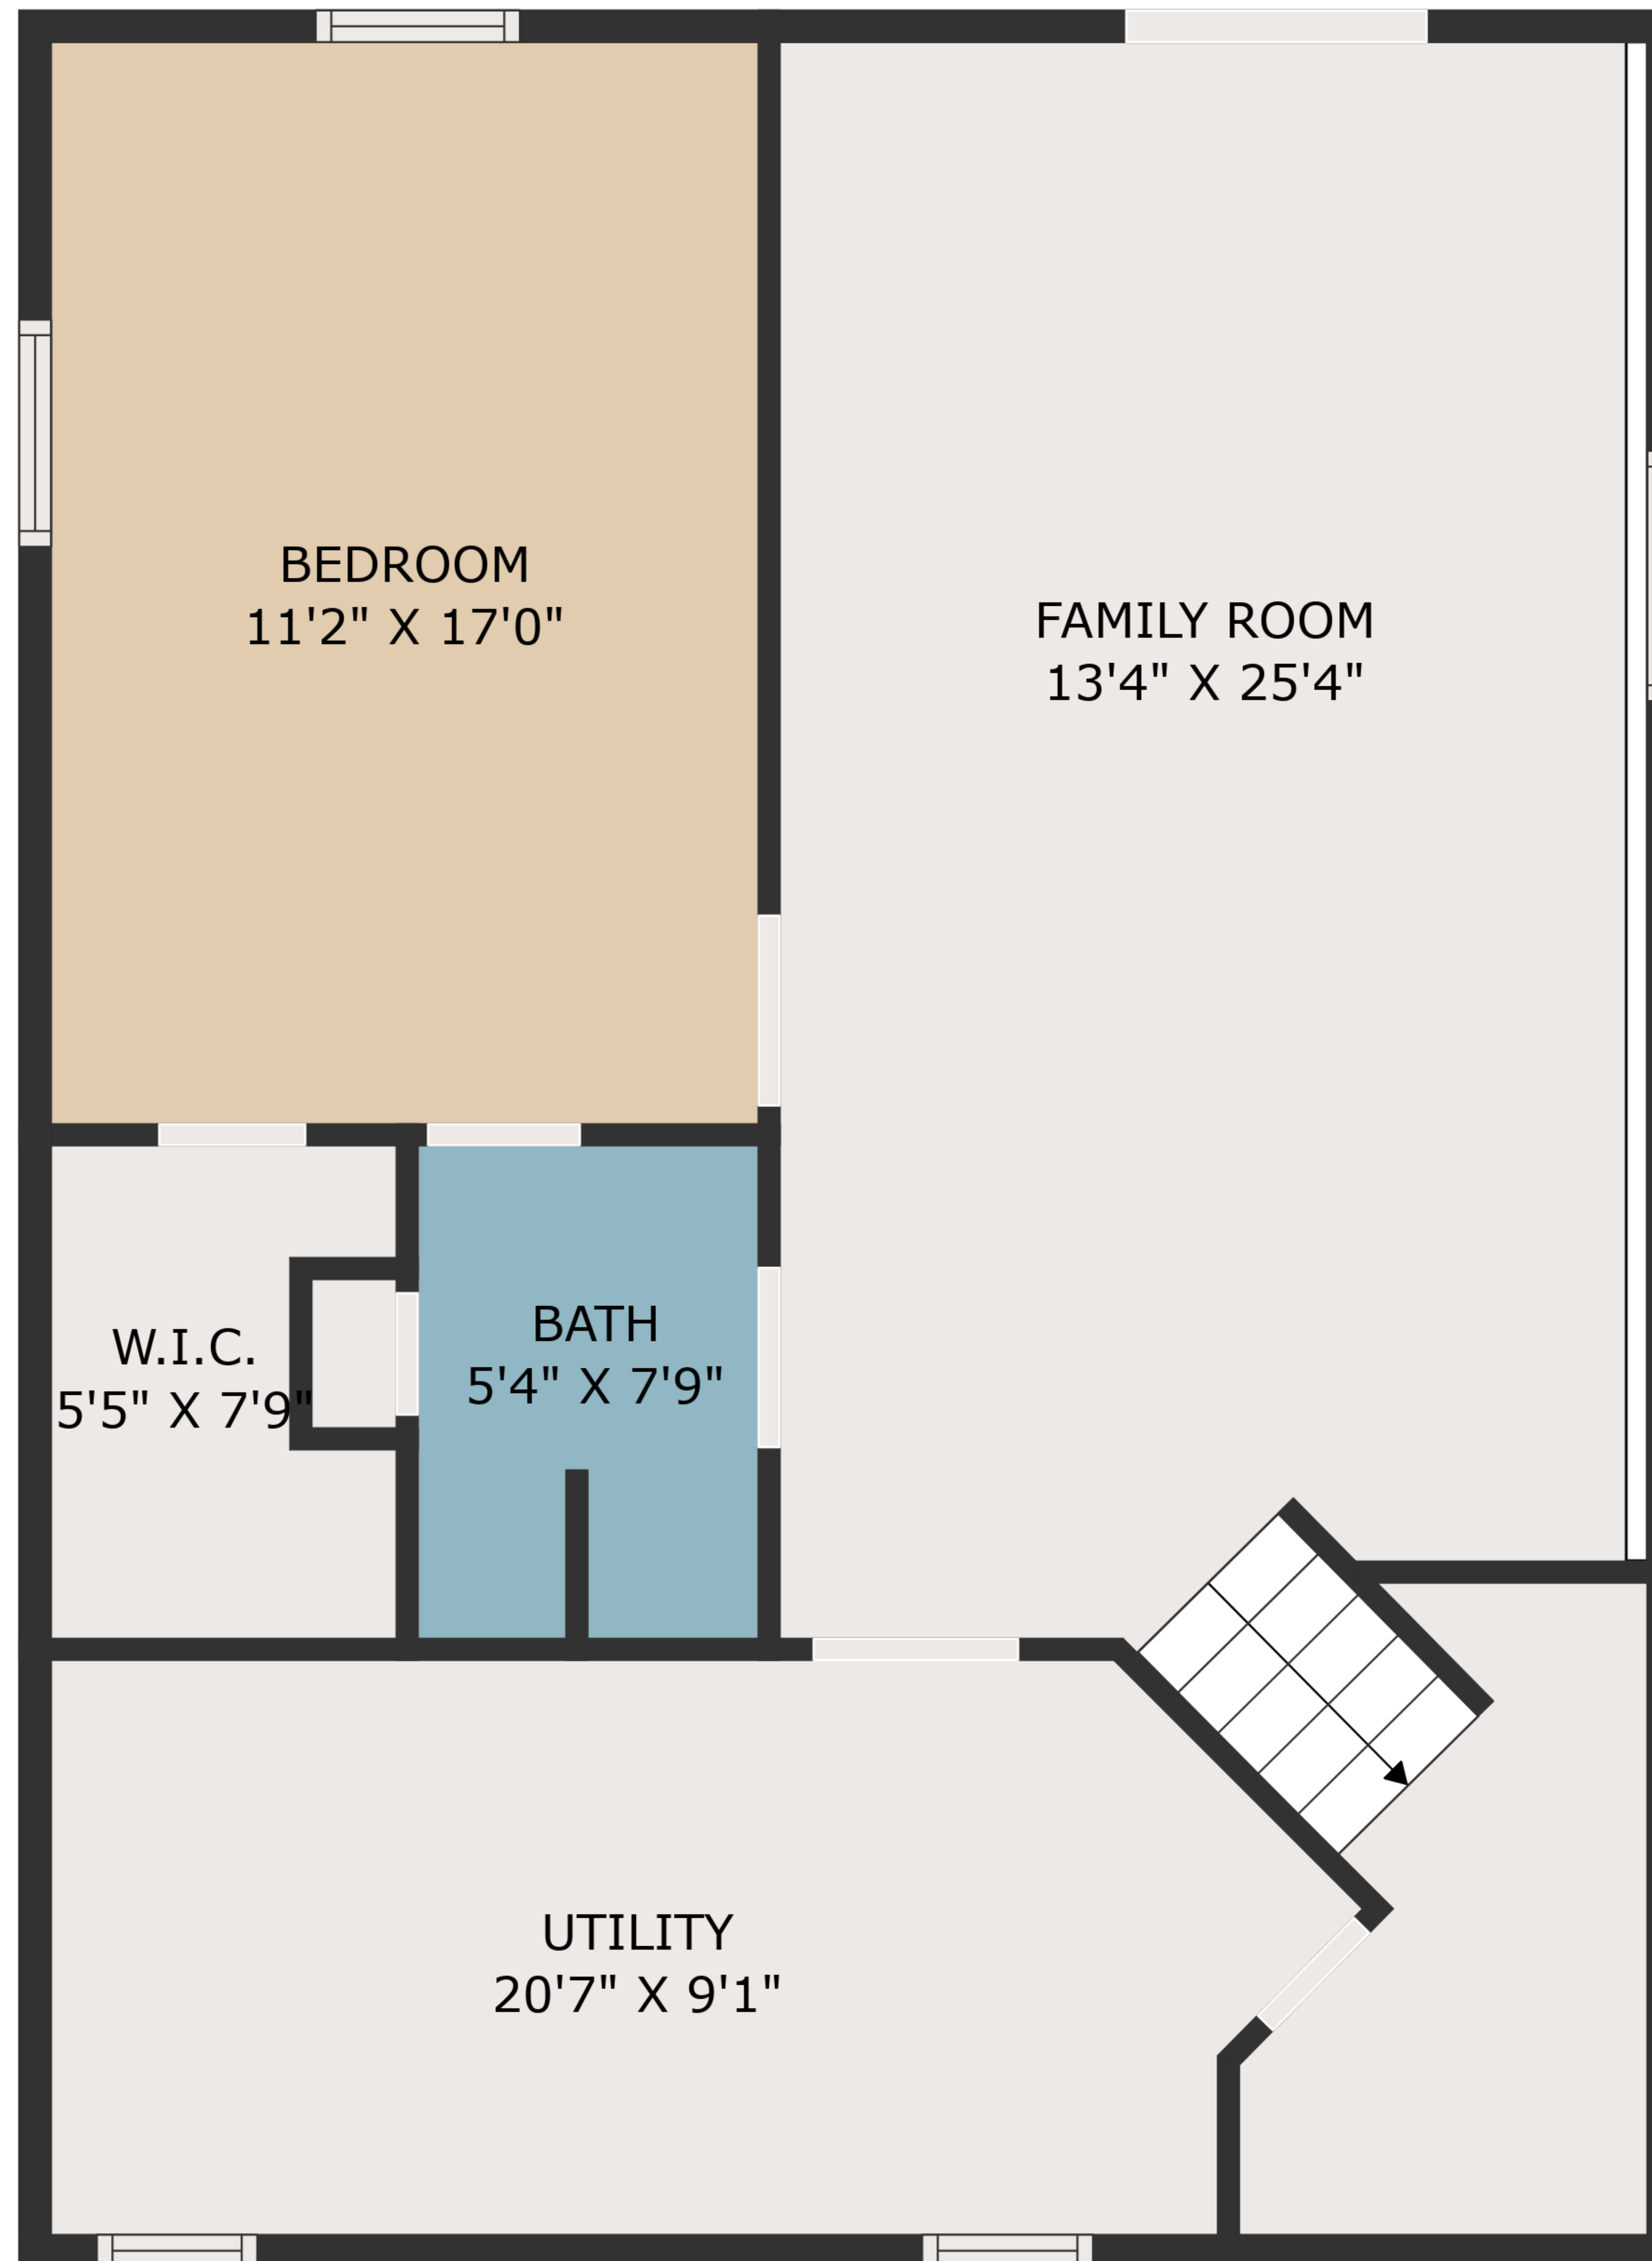 BEDROOM
11'2" X 17'0"
FAMILY ROOM
13'4" X 25'4"
W.I.C.
5'5" X 7'9"
BATH
5'4" X 7'9"
UTILITY
20'7" X 9'1"